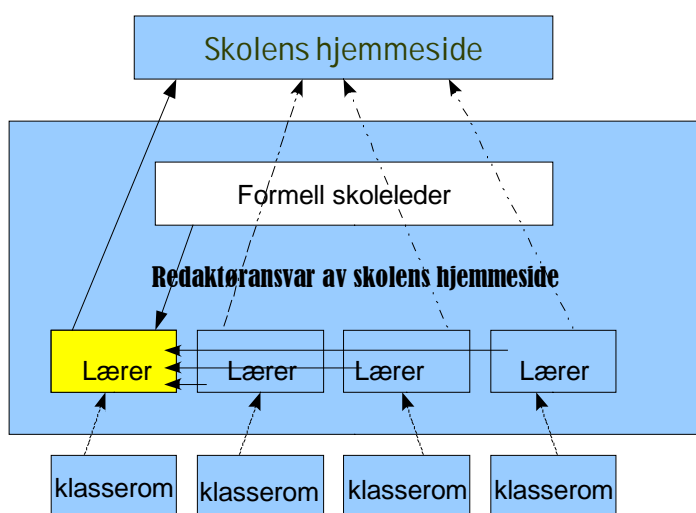 Skolens hjemmeside
Formell skoleleder
Redaktøransvar av skolens hjemmeside
Lærer Lærer Lærer Lærer
klasserom klasserom klasserom klasserom